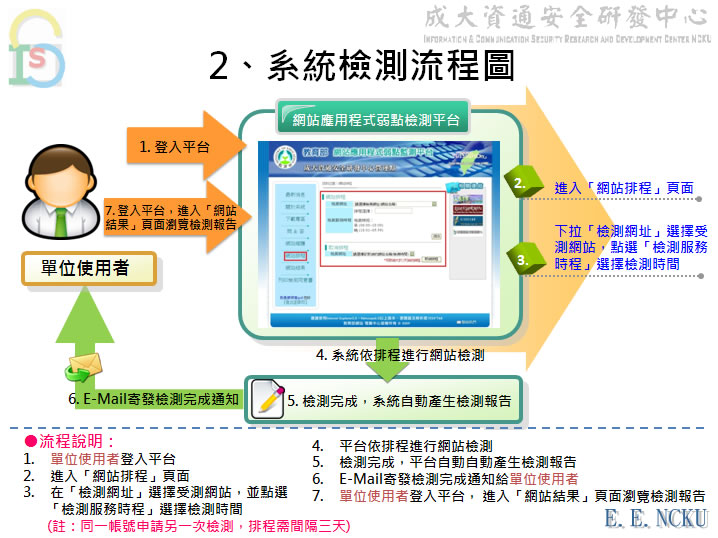 成大資通安全研發中心
INFORMATION & COMMUNICATION SECURITY RESEARCH AND DEVELOPMENT CENTER NCKU
2、系統檢測流程圖
網站應用程式弱點檢測平台
1. 登入平台
教育部 網站應用程式弱點監測平台
2.
進入「網站排程」頁面
7. 登入平台，進入「網站
結果」頁面瀏覽檢測報告
下拉「檢測網址」選擇受
測網站，點選「檢測服務
時程」選擇檢測時間
3.
單位使用者
4. 系統依排程進行網站檢測
6. E-Mail寄發檢測完成通知
5. 檢測完成，系統自動產生檢測報告
●流程說明：
1. 單位使用者登入平台
2. 進入「網站排程」頁面
3. 在「檢測網址」選擇受測網站，並點選
「檢測服務時程」選擇檢測時間
(註：同一帳號申請另一次檢測，排程需間隔三天)
4. 平台依排程進行網站檢測
5. 檢測完成，平台自動自動產生檢測報告
6. E-Mail寄發檢測完成通知給單位使用者
7. 單位使用者登入平台， 進入「網站結果」頁面瀏覽檢測報告
E. E. NCKU